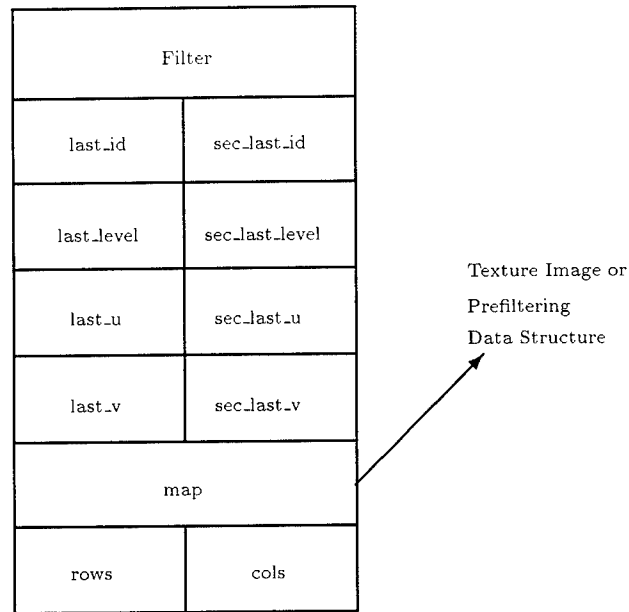 Filter
last_id sec_last_id
last_level sec_last_level
last_u sec_last_u
last_v sec_last_v
map
rows cols
Texture Image or
Prefiltering
Data Structure